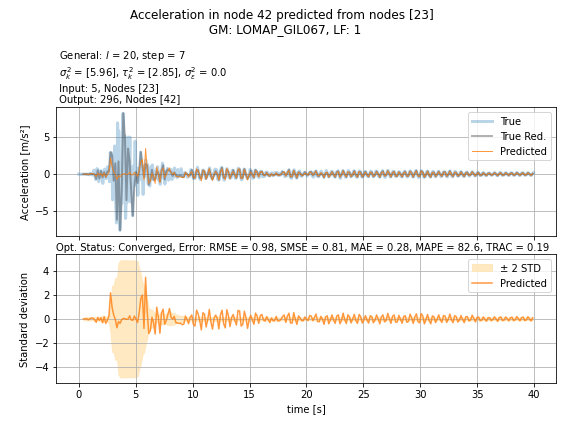 Acceleration in node 42 predicted from nodes [23]
GM: LOMAP_GIL067, LF: 1
General: l = 20, step = 7
σ²ₖ = [5.96], τ²ₖ = [2.85], σ²ε = 0.0
Input: 5, Nodes [23]
Output: 296, Nodes [42]
Acceleration [m/s²]
5
0
−5
True
True Red.
Predicted
Opt. Status: Converged, Error: RMSE = 0.98, SMSE = 0.81, MAE = 0.28, MAPE = 82.6, TRAC = 0.19
Standard deviation
4
2
0
−2
−4
± 2 STD
Predicted
0 5 10 15 20 25 30 35 40
time [s]